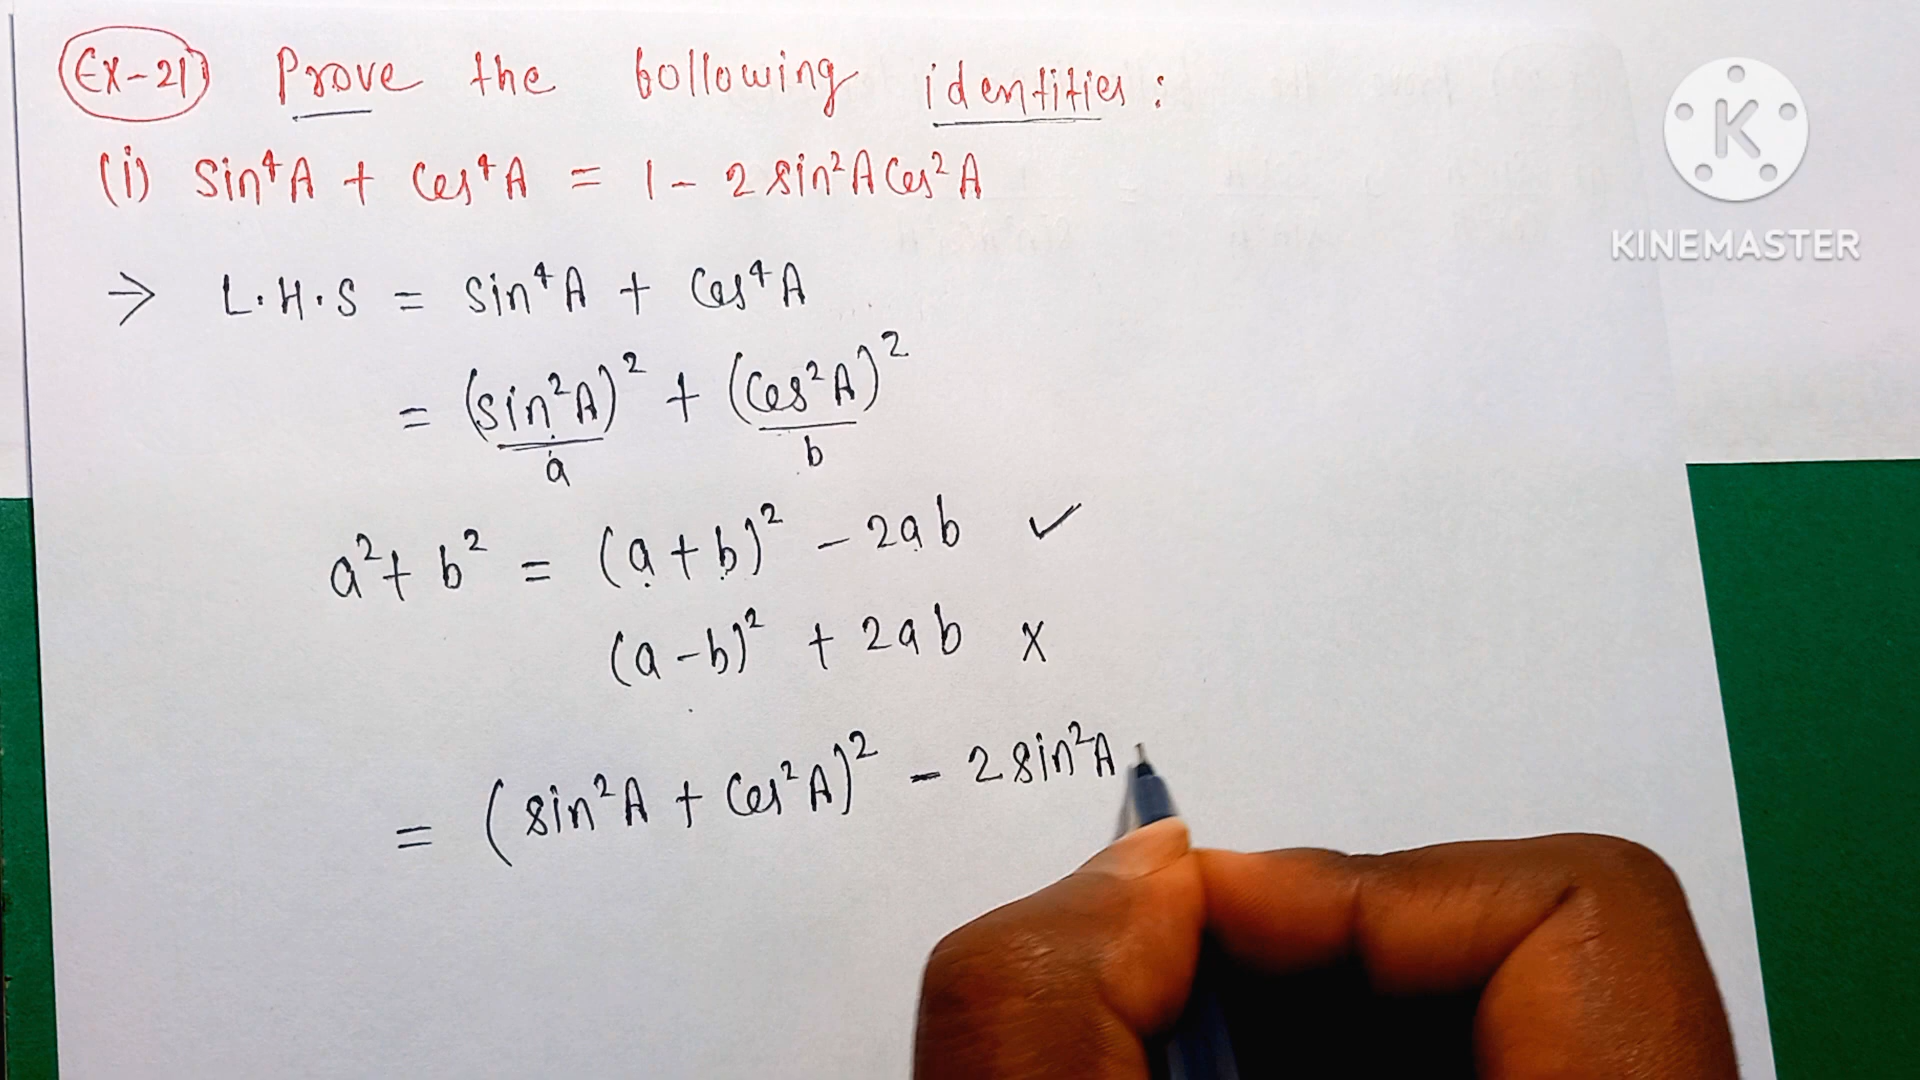 Ex-21) Prove the following identities:
(i) Sin⁴A + Cos⁴A = 1 - 2 sin²A Cos²A
→ L.H.S = Sin⁴A + Cos⁴A
= (Sin²A)² + (Cos²A)²
a b
a² + b² = (a + b)² - 2ab ✓
(a - b)² + 2ab ×
= (sin²A + Cos²A)² - 2 sin²A
K
KINEMASTER